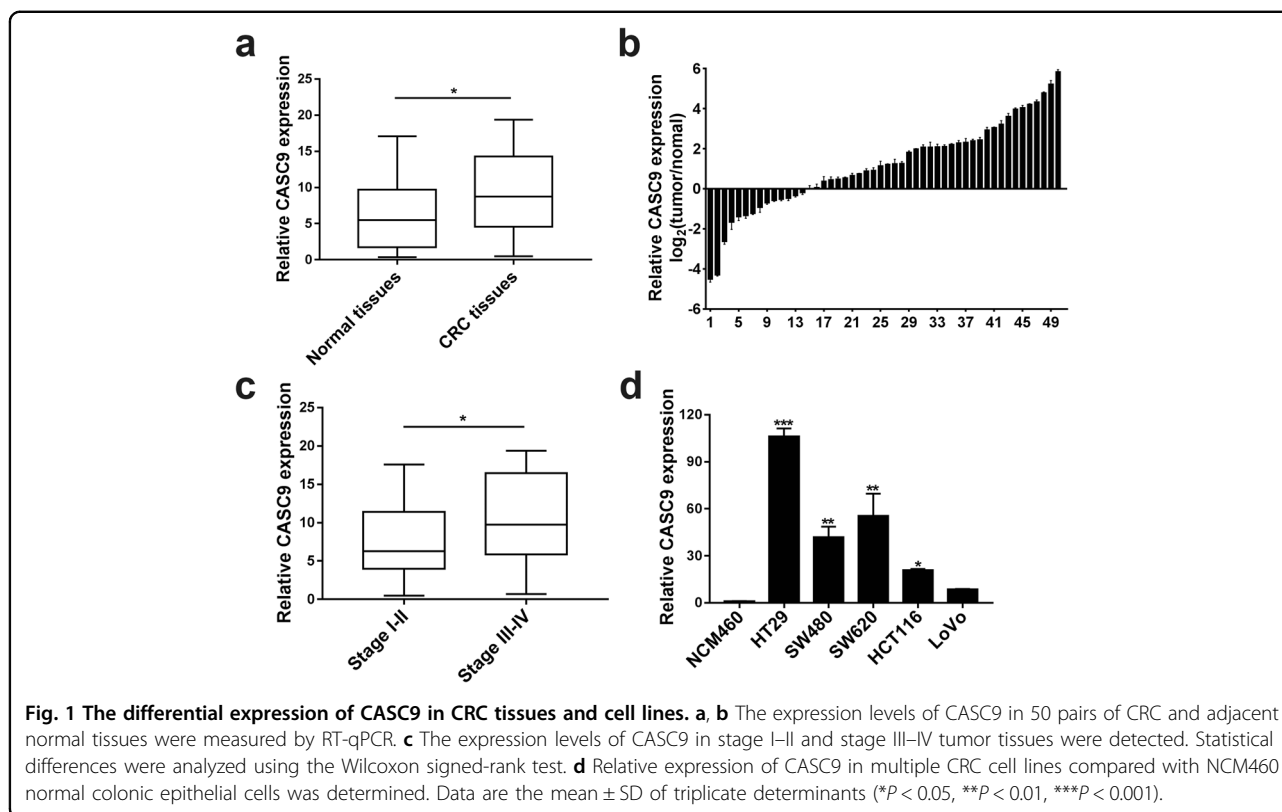 a
Relative CASC9 expression
25
20
15
10
5
0
*
Normal tissues
CRC tissues
b
Relative CASC9 expression
log2(tumor/nomal)
6
4
2
0
-2
-4
-6
1 5 9 13 17 21 25 29 33 37 41 45 49
c
Relative CASC9 expression
25
20
15
10
5
0
*
Stage I-II
Stage III-IV
d
Relative CASC9 expression
120
90
60
30
0
***
**
**
*
NCM460
HT29
SW480
SW620
HCT116
LoVo
Fig. 1 The differential expression of CASC9 in CRC tissues and cell lines. a, b The expression levels of CASC9 in 50 pairs of CRC and adjacent
normal tissues were measured by RT-qPCR. c The expression levels of CASC9 in stage I–II and stage III–IV tumor tissues were detected. Statistical
differences were analyzed using the Wilcoxon signed-rank test. d Relative expression of CASC9 in multiple CRC cell lines compared with NCM460
normal colonic epithelial cells was determined. Data are the mean ± SD of triplicate determinants (*P < 0.05, **P < 0.01, ***P < 0.001).